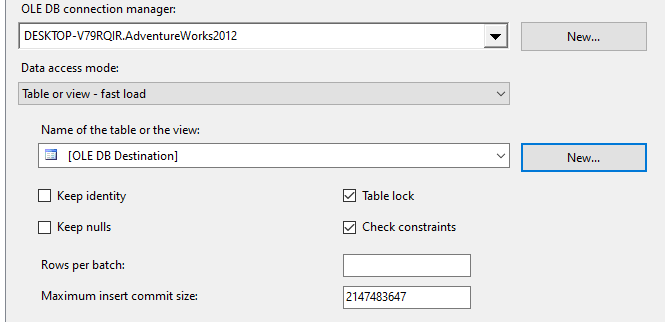 OLE DB connection manager:
DESKTOP-V79RQIR.AdventureWorks2012
New...
Data access mode:
Table or view - fast load
Name of the table or the view:
[OLE DB Destination]
New...
Keep identity
Table lock
Keep nulls
Check constraints
Rows per batch:
Maximum insert commit size:
2147483647